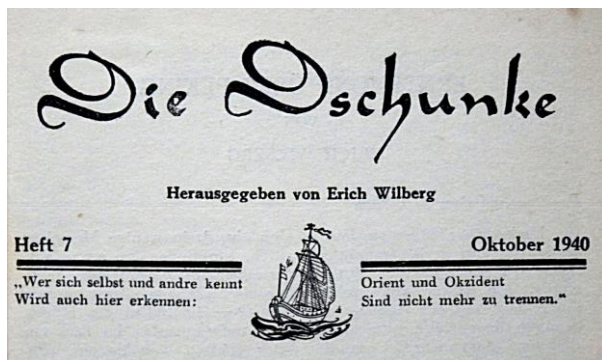 Die Dschunke
Herausgegeben von Erich Wilberg
Heft 7
Oktober 1940
„Wer sich selbst und andre kennt
Wird auch hier erkennen:
Orient und Okzident
Sind nicht mehr zu trennen.“